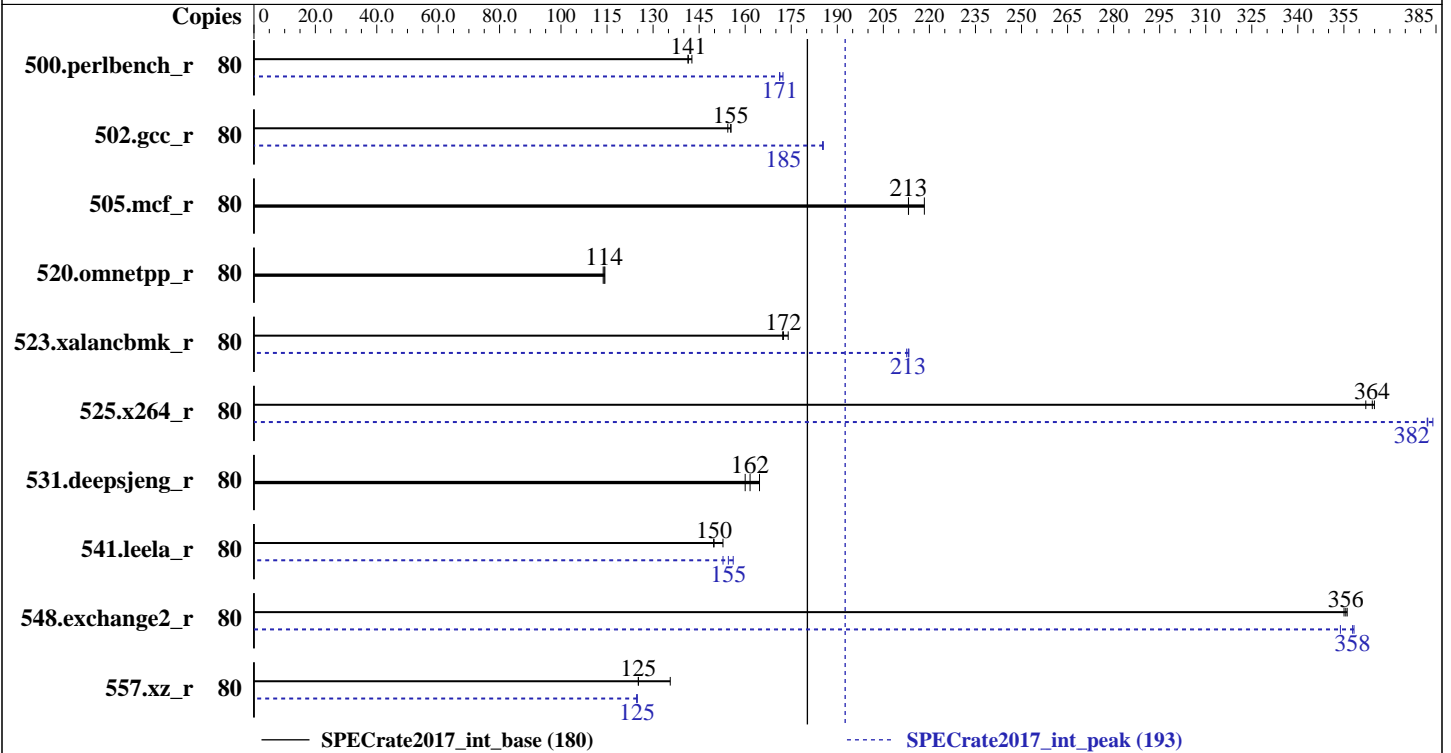 Copies 0 20.0 40.0 60.0 80.0 100 115 130 145 160 175 190 205 220 235 250 265 280 295 310 325 340 355 385
141
500.perlbench_r 80
171
155
502.gcc_r 80
185
213
505.mcf_r 80
114
520.omnetpp_r 80
172
523.xalancbmk_r 80
213
364
525.x264_r 80
382
162
531.deepsjeng_r 80
150
541.leela_r 80
155
356
548.exchange2_r 80
358
125
557.xz_r 80
125
SPECrate2017_int_base (180) SPECrate2017_int_peak (193)